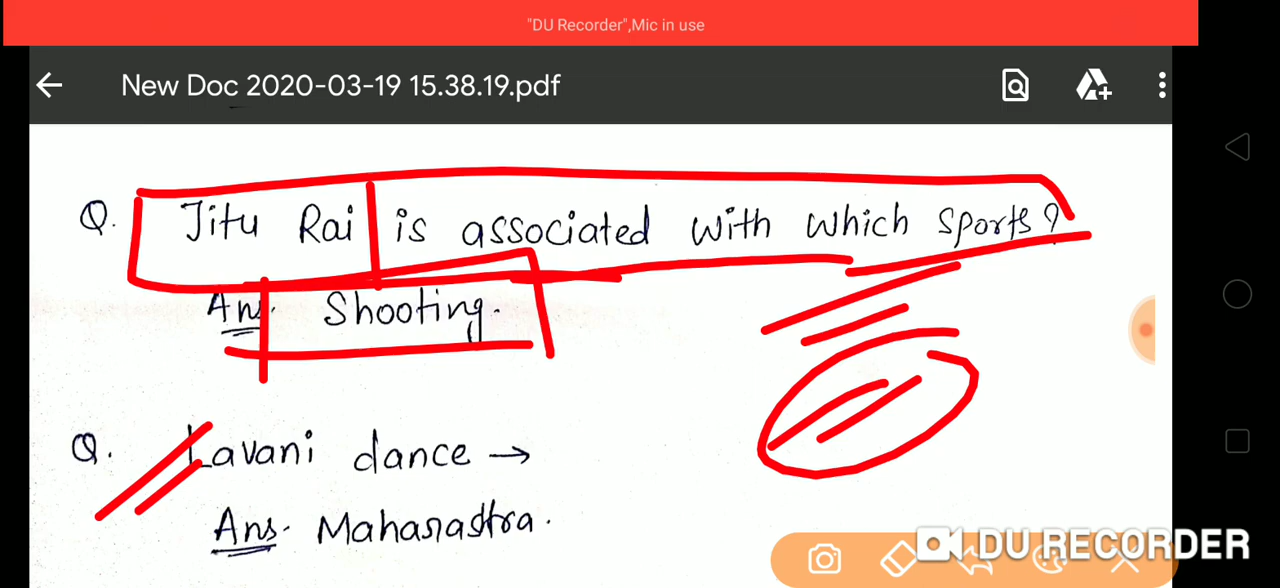 "DU Recorder",Mic in use
New Doc 2020-03-19 15.38.19.pdf
Q. Jitu Rai is associated with which sports?
Ans. Shooting.
Q. Lavani dance →
Ans. Maharastra.
DU RECORDER